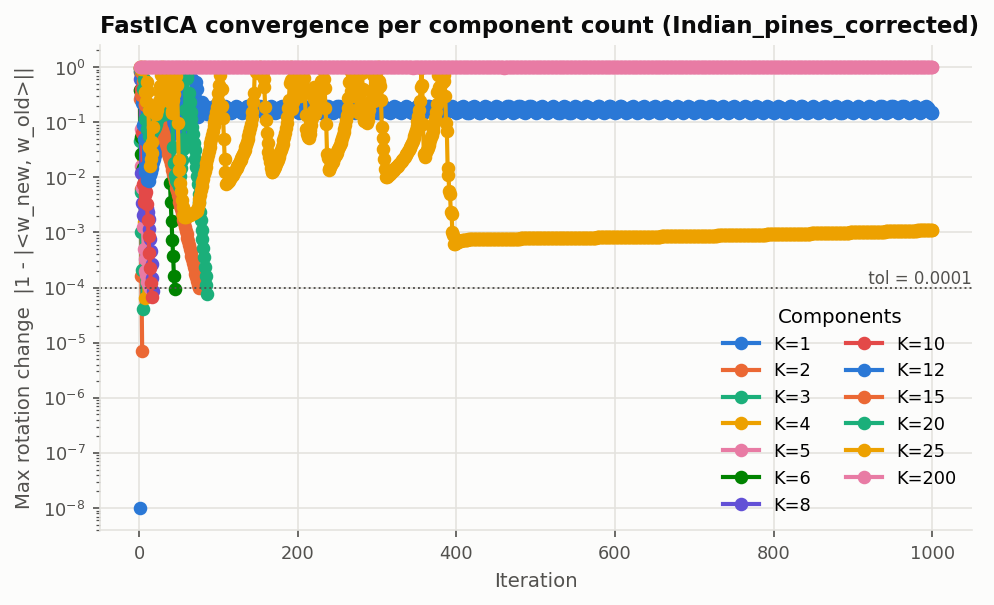 FastICA convergence per component count (Indian_pines_corrected)
Max rotation change |1 - |<w_new, w_old>||
10⁰
10⁻¹
10⁻²
10⁻³
10⁻⁴
10⁻⁵
10⁻⁶
10⁻⁷
10⁻⁸
tol = 0.0001
Components
K=1
K=2
K=3
K=4
K=5
K=6
K=8
K=10
K=12
K=15
K=20
K=25
K=200
0 200 400 600 800 1000
Iteration